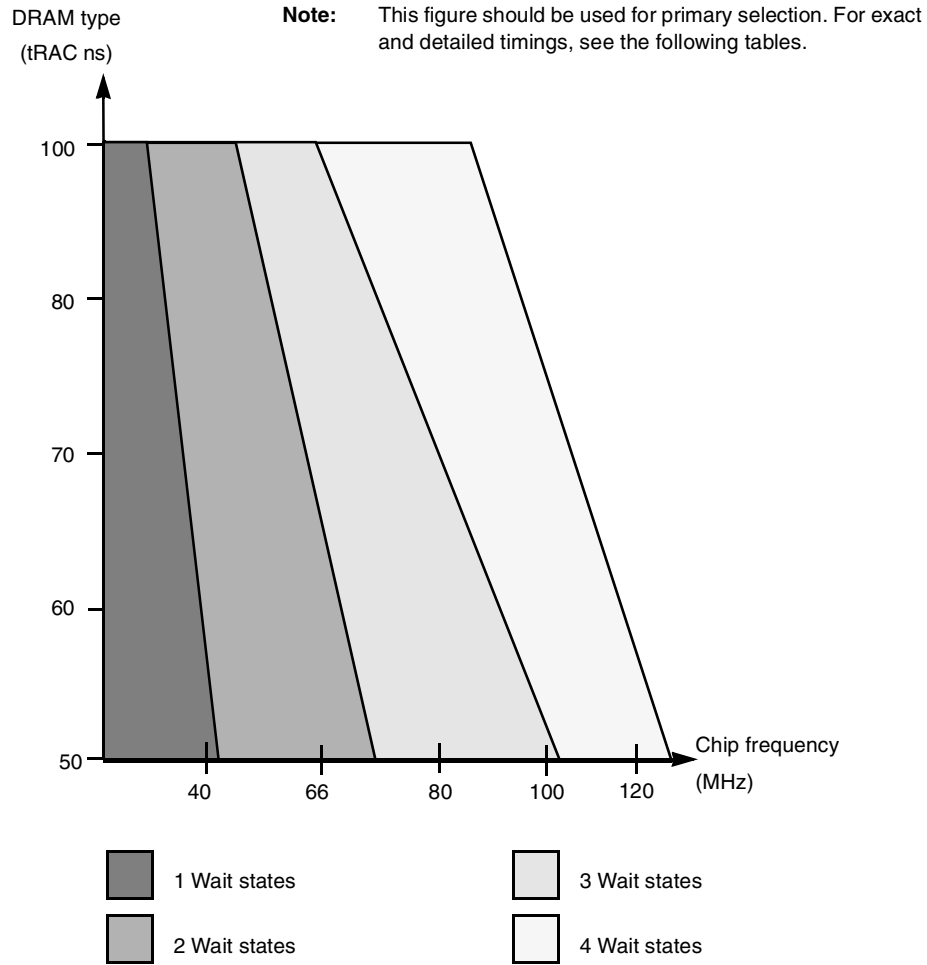 DRAM type
(tRAC ns)
Note: This figure should be used for primary selection. For exact
and detailed timings, see the following tables.
100
80
70
60
50
40 66 80 100 120
Chip frequency
(MHz)
1 Wait states
3 Wait states
2 Wait states
4 Wait states